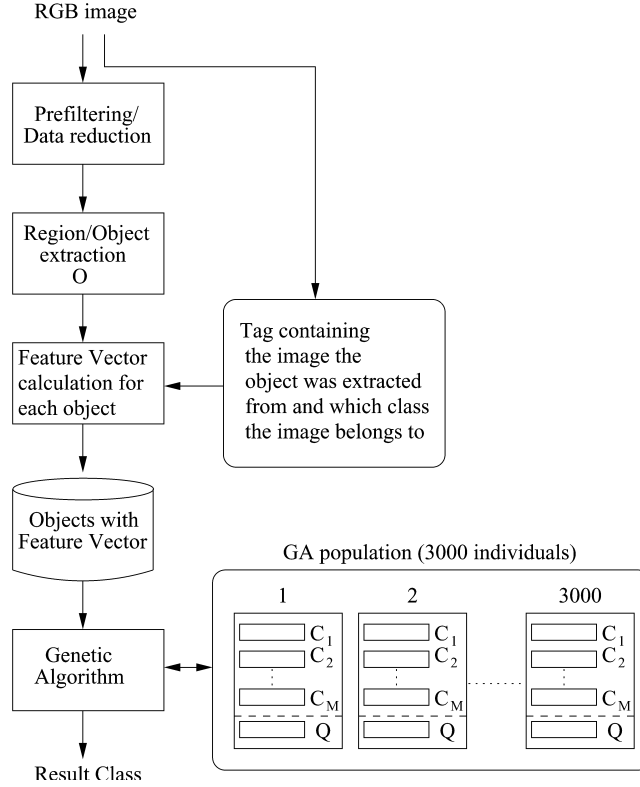 RGB image
Prefiltering/
Data reduction
Region/Object
extraction
O
Tag containing
the image the
object was extracted
from and which class
the image belongs to
Feature Vector
calculation for
each object
Objects with
Feature Vector
GA population (3000 individuals)
1 2 3000
C1 C1 C1
C2 C2 C2
CM CM CM
Q Q Q
Genetic
Algorithm
Result Class